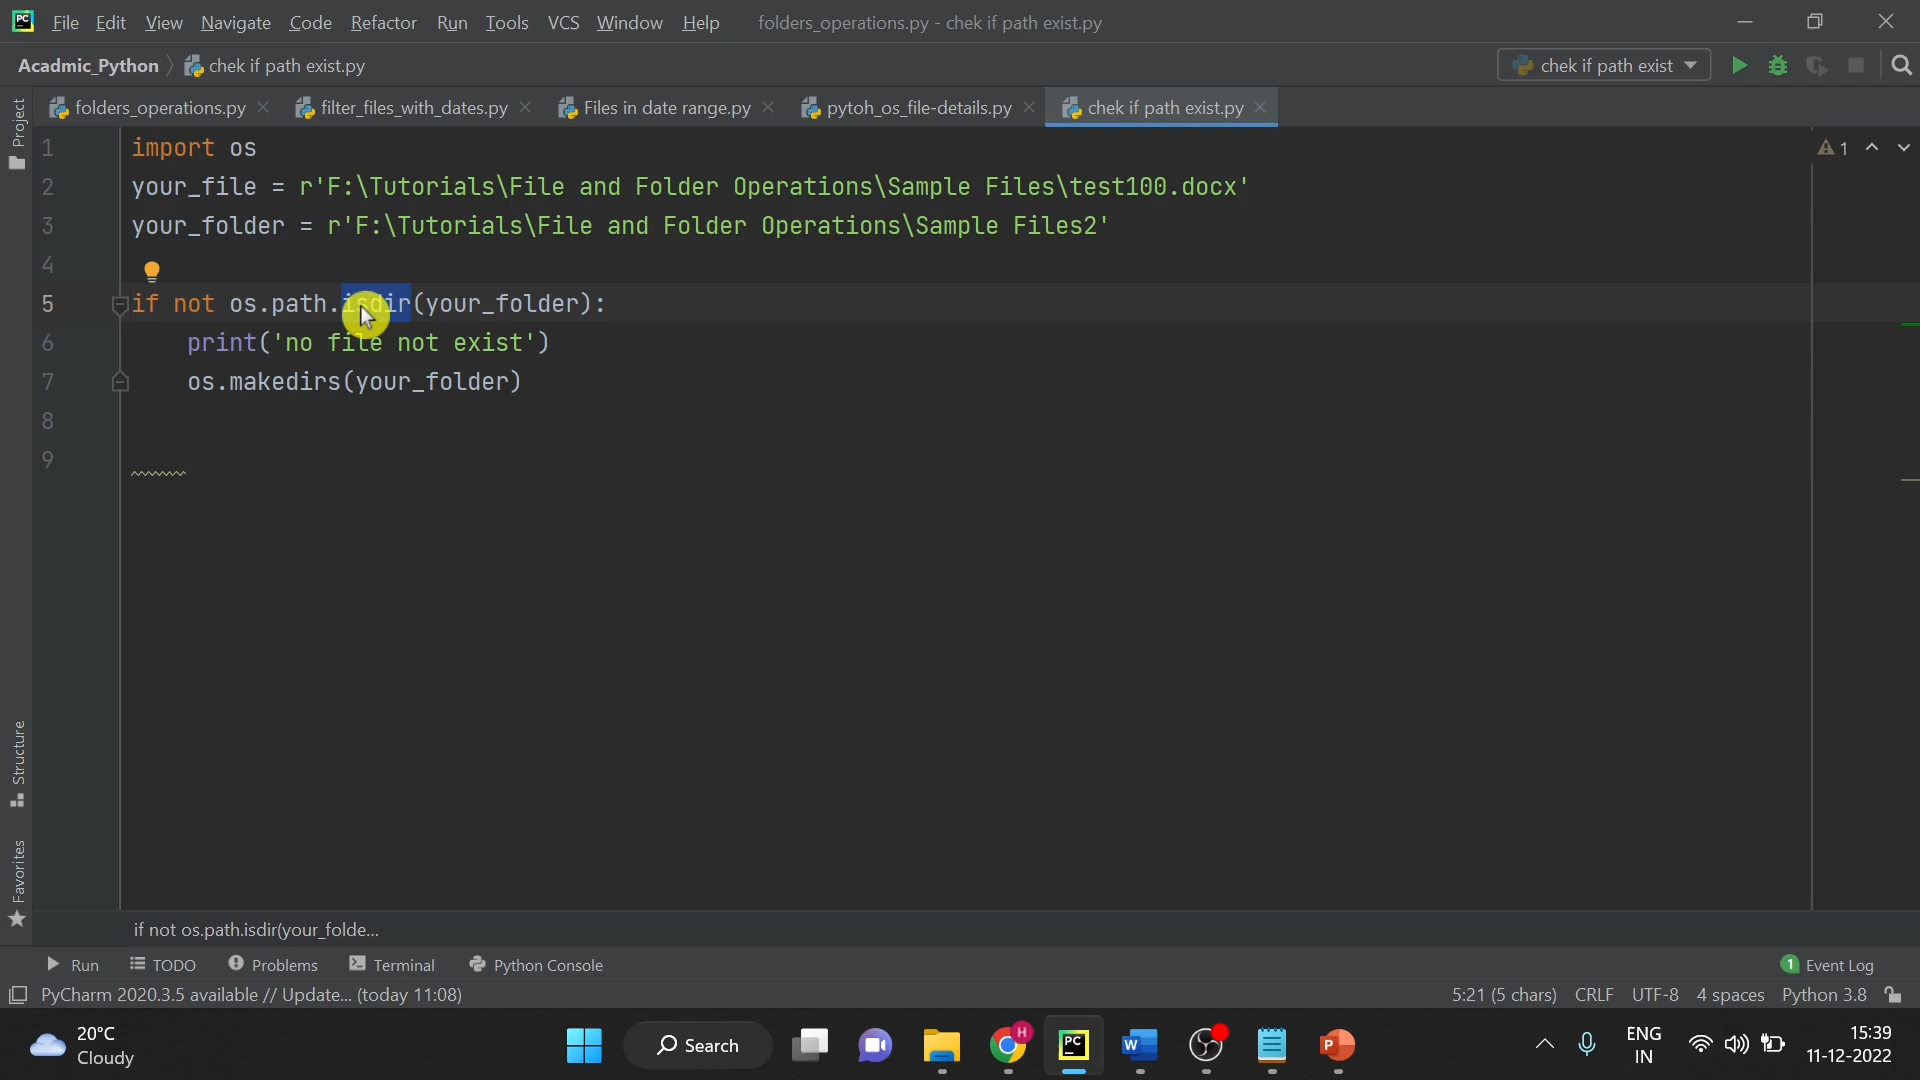 PC File Edit View Navigate Code Refactor Run Tools VCS Window Help folders_operations.py - chek if path exist.py
Acadmic_Python chek if path exist.py chek if path exist
folders_operations.py filter_files_with_dates.py Files in date range.py pytoh_os_file-details.py chek if path exist.py
Project
1 import os
1
2 your_file = r'F:\Tutorials\File and Folder Operations\Sample Files\test100.docx'
3 your_folder = r'F:\Tutorials\File and Folder Operations\Sample Files2'
4
5 if not os.path.isdir(your_folder):
6 print('no file not exist')
7 os.makedirs(your_folder)
8
9
Structure
Favorites
if not os.path.isdir(your_folde...
Run TODO Problems Terminal Python Console 1 Event Log
PyCharm 2020.3.5 available // Update... (today 11:08) 5:21 (5 chars) CRLF UTF-8 4 spaces Python 3.8
20°C
Cloudy
Search
H
PC
W
P
ENG
IN
15:39
11-12-2022